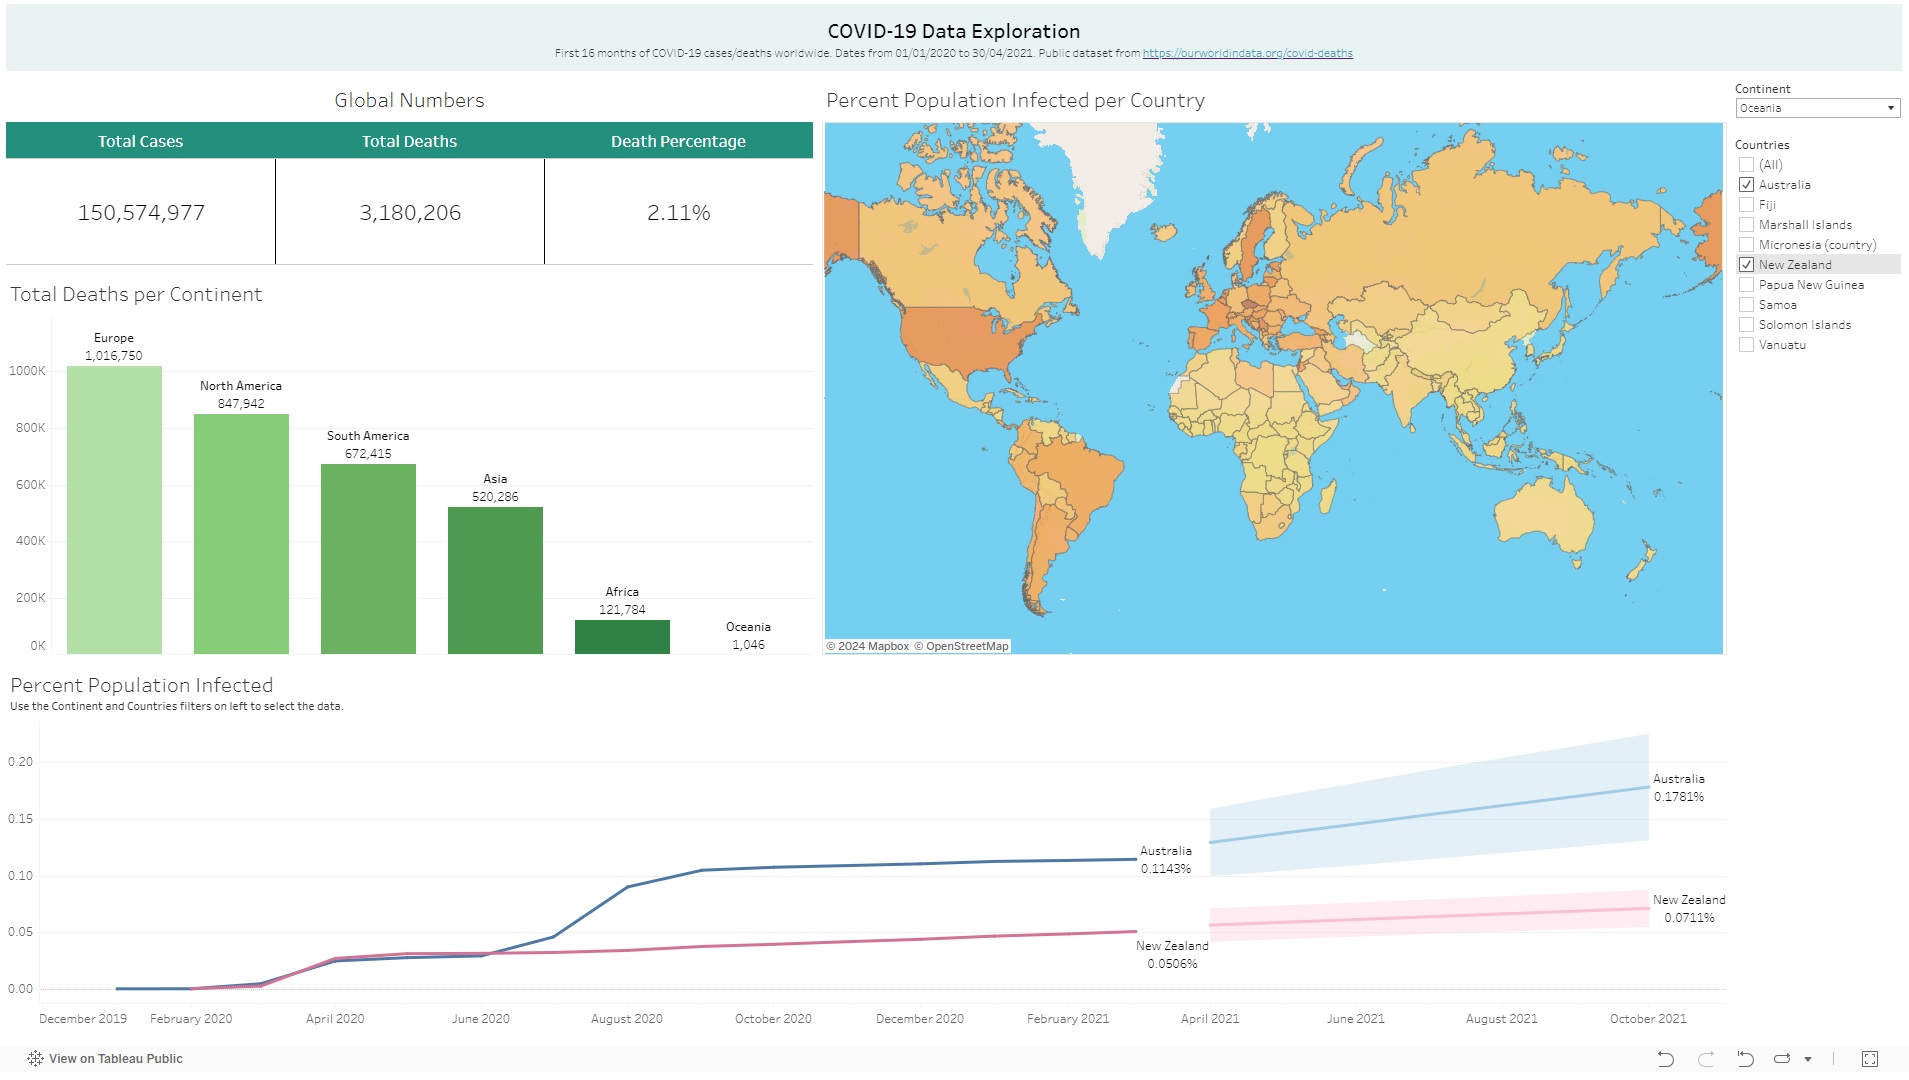 COVID-19 Data Exploration
First 16 months of COVID-19 cases/deaths worldwide. Dates from 01/01/2020 to 30/04/2021. Public dataset from https://ourworldindata.org/covid-deaths
Global Numbers
Total Cases
Total Deaths
Death Percentage
150,574,977
3,180,206
2.11%
Total Deaths per Continent
1000K
800K
600K
400K
200K
0K
Europe
1,016,750
North America
847,942
South America
672,415
Asia
520,286
Africa
121,784
Oceania
1,046
Percent Population Infected per Country
© 2024 Mapbox © OpenStreetMap
Continent
Oceania
Countries
(All)
Australia
Fiji
Marshall Islands
Micronesia (country)
New Zealand
Papua New Guinea
Samoa
Solomon Islands
Vanuatu
Percent Population Infected
Use the Continent and Countries filters on left to select the data.
0.20
0.15
0.10
0.05
0.00
Australia
0.1143%
New Zealand
0.0506%
Australia
0.1781%
New Zealand
0.0711%
December 2019
February 2020
April 2020
June 2020
August 2020
October 2020
December 2020
February 2021
April 2021
June 2021
August 2021
October 2021
View on Tableau Public